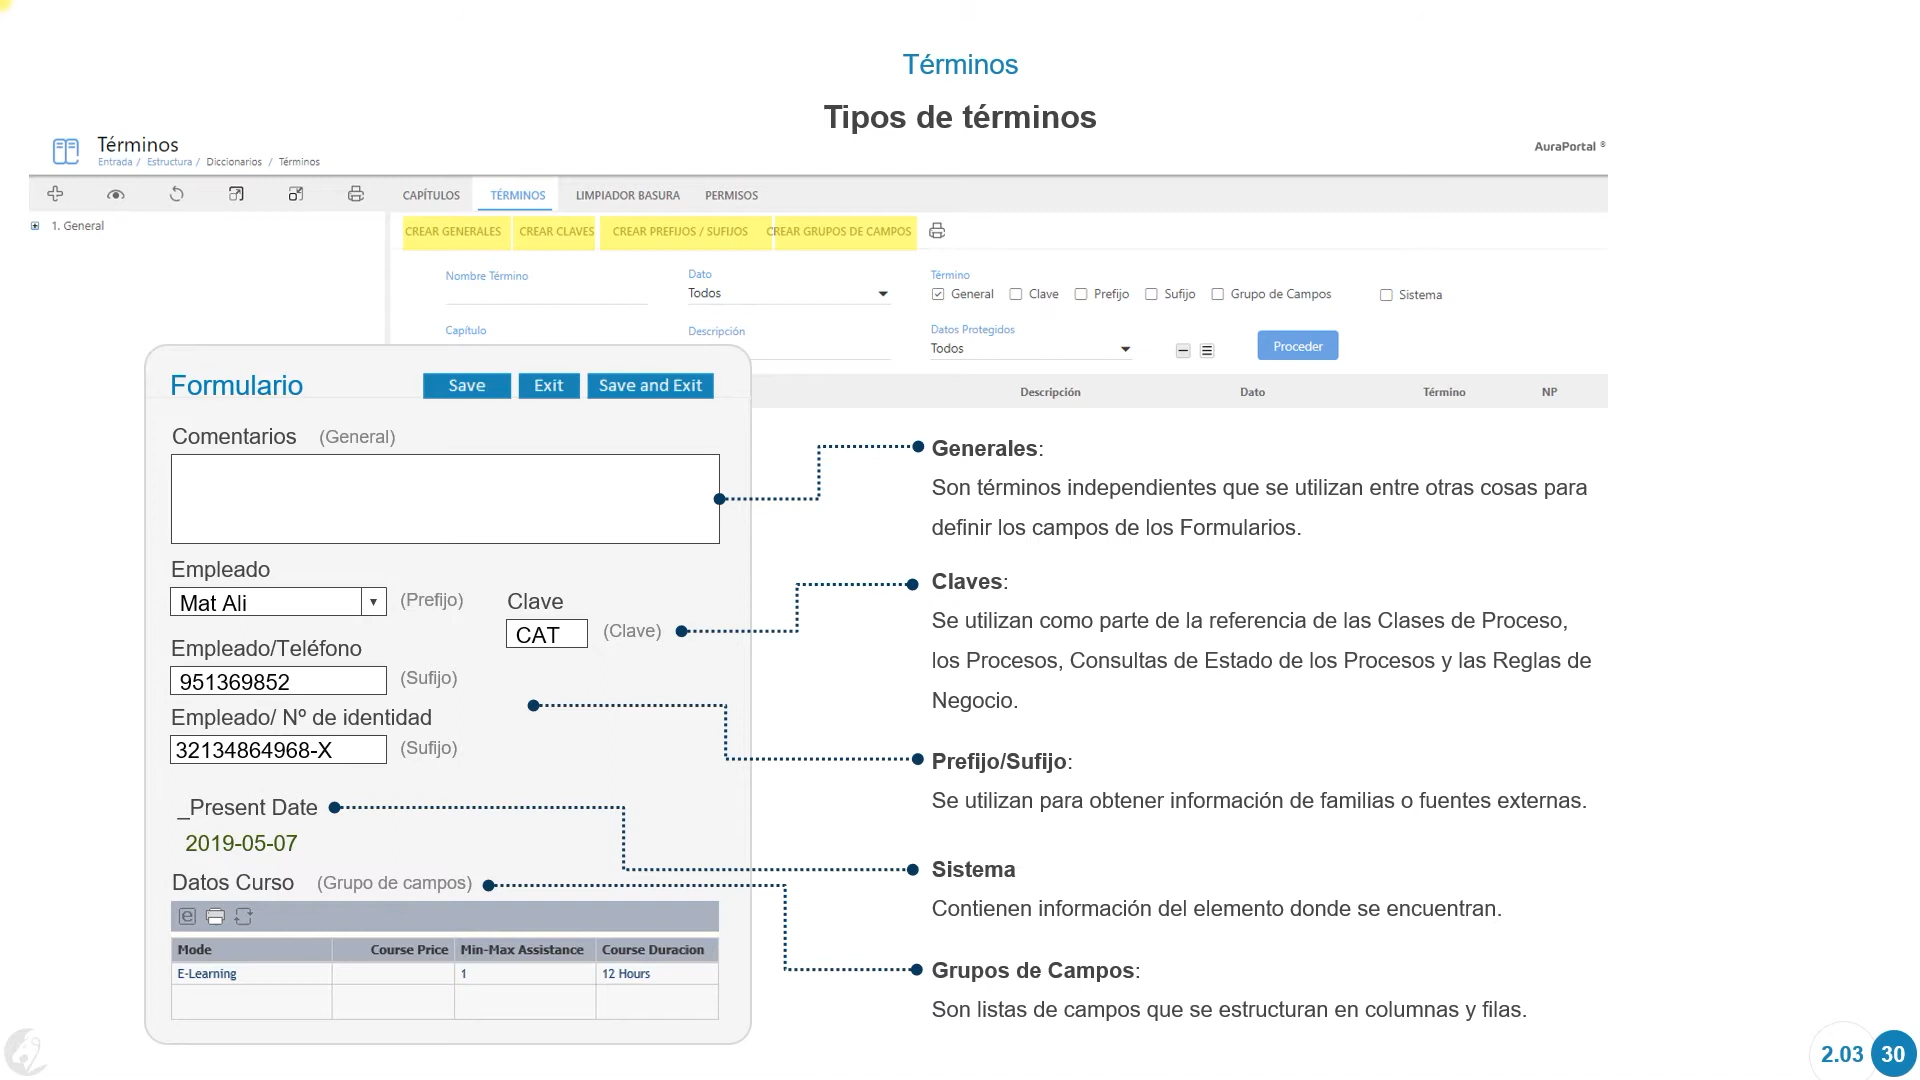 Términos
Tipos de términos
Términos
Entrada / Estructura / Diccionarios / Términos
AuraPortal ®
CAPÍTULOS TÉRMINOS LIMPIADOR BASURA PERMISOS
1. General
CREAR GENERALES CREAR CLAVES CREAR PREFIJOS / SUFIJOS CREAR GRUPOS DE CAMPOS
Nombre Término Dato Término
Todos General Clave Prefijo Sufijo Grupo de Campos Sistema
Capítulo Descripción Datos Protegidos
Todos Proceder
Descripción Dato Término NP
Formulario Save Exit Save and Exit
Comentarios (General)
Empleado
Mat Ali (Prefijo)
Clave
CAT (Clave)
Empleado/Teléfono
951369852 (Sufijo)
Empleado/ Nº de identidad
32134864968-X (Sufijo)
_Present Date
2019-05-07
Datos Curso (Grupo de campos)
Mode Course Price Min-Max Assistance Course Duracion
E-Learning 1 12 Hours
Generales:
Son términos independientes que se utilizan entre otras cosas para
definir los campos de los Formularios.
Claves:
Se utilizan como parte de la referencia de las Clases de Proceso,
los Procesos, Consultas de Estado de los Procesos y las Reglas de
Negocio.
Prefijo/Sufijo:
Se utilizan para obtener información de familias o fuentes externas.
Sistema
Contienen información del elemento donde se encuentran.
Grupos de Campos:
Son listas de campos que se estructuran en columnas y filas.
2.03 30